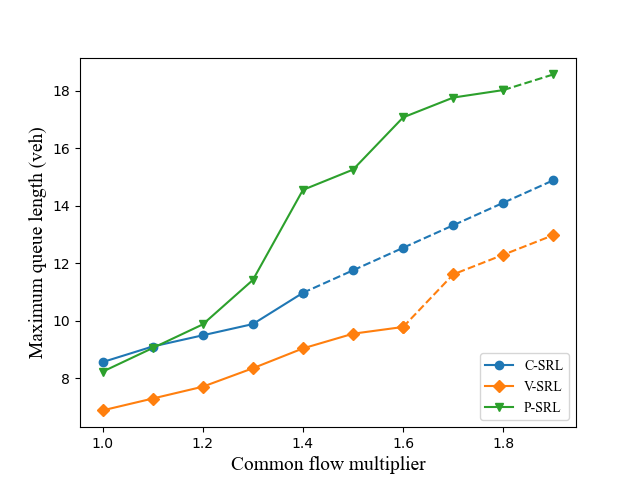 18
16
14
12
10
8
Maximum queue length (veh)
1.0 1.2 1.4 1.6 1.8
Common flow multiplier
C-SRL
V-SRL
P-SRL